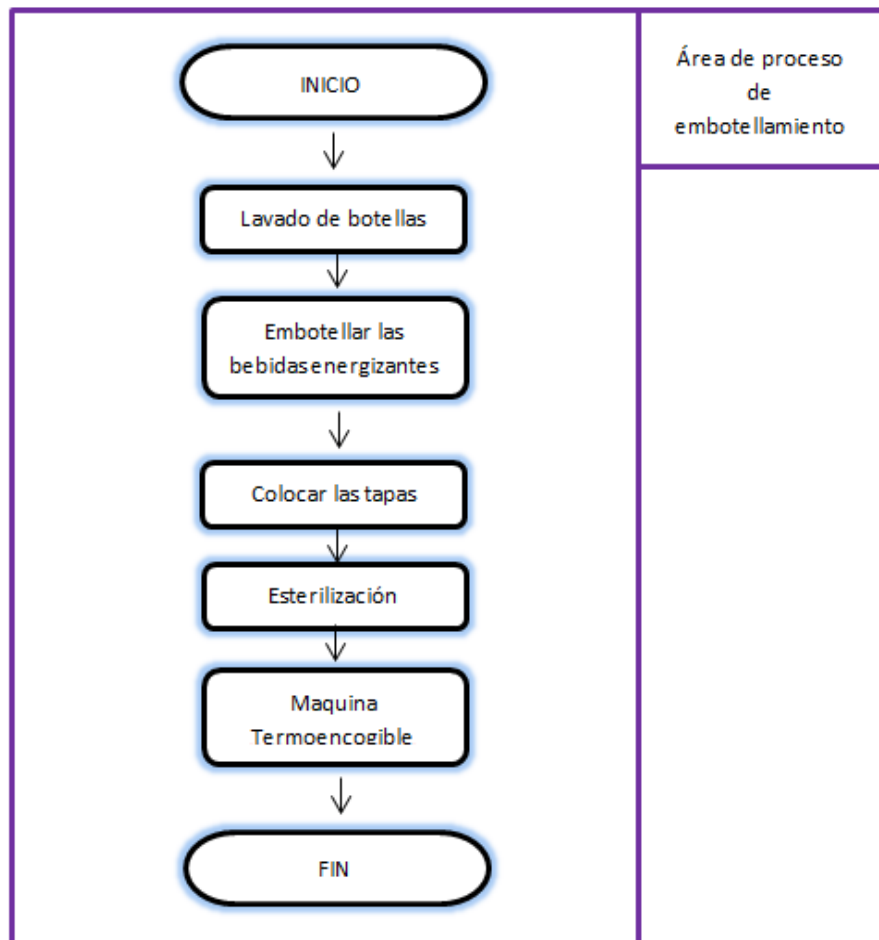 INICIO
Área de proceso
de
embotellamiento
Lavado de botellas
Embotellar las
bebidas energizantes
Colocar las tapas
Esterilización
Maquina
Termoencogible
FIN